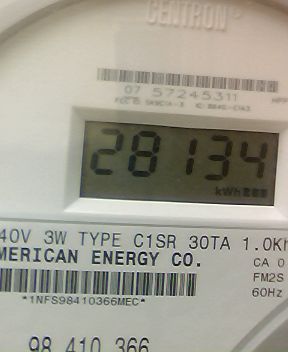 CENTRON®
07 57245311
28134
kWh
40V 3W TYPE C1SR 30TA 1.0Kh
MERICAN ENERGY CO.
CA 0
FM2S
60Hz
*1NFS98410366MEC*
98 410 366